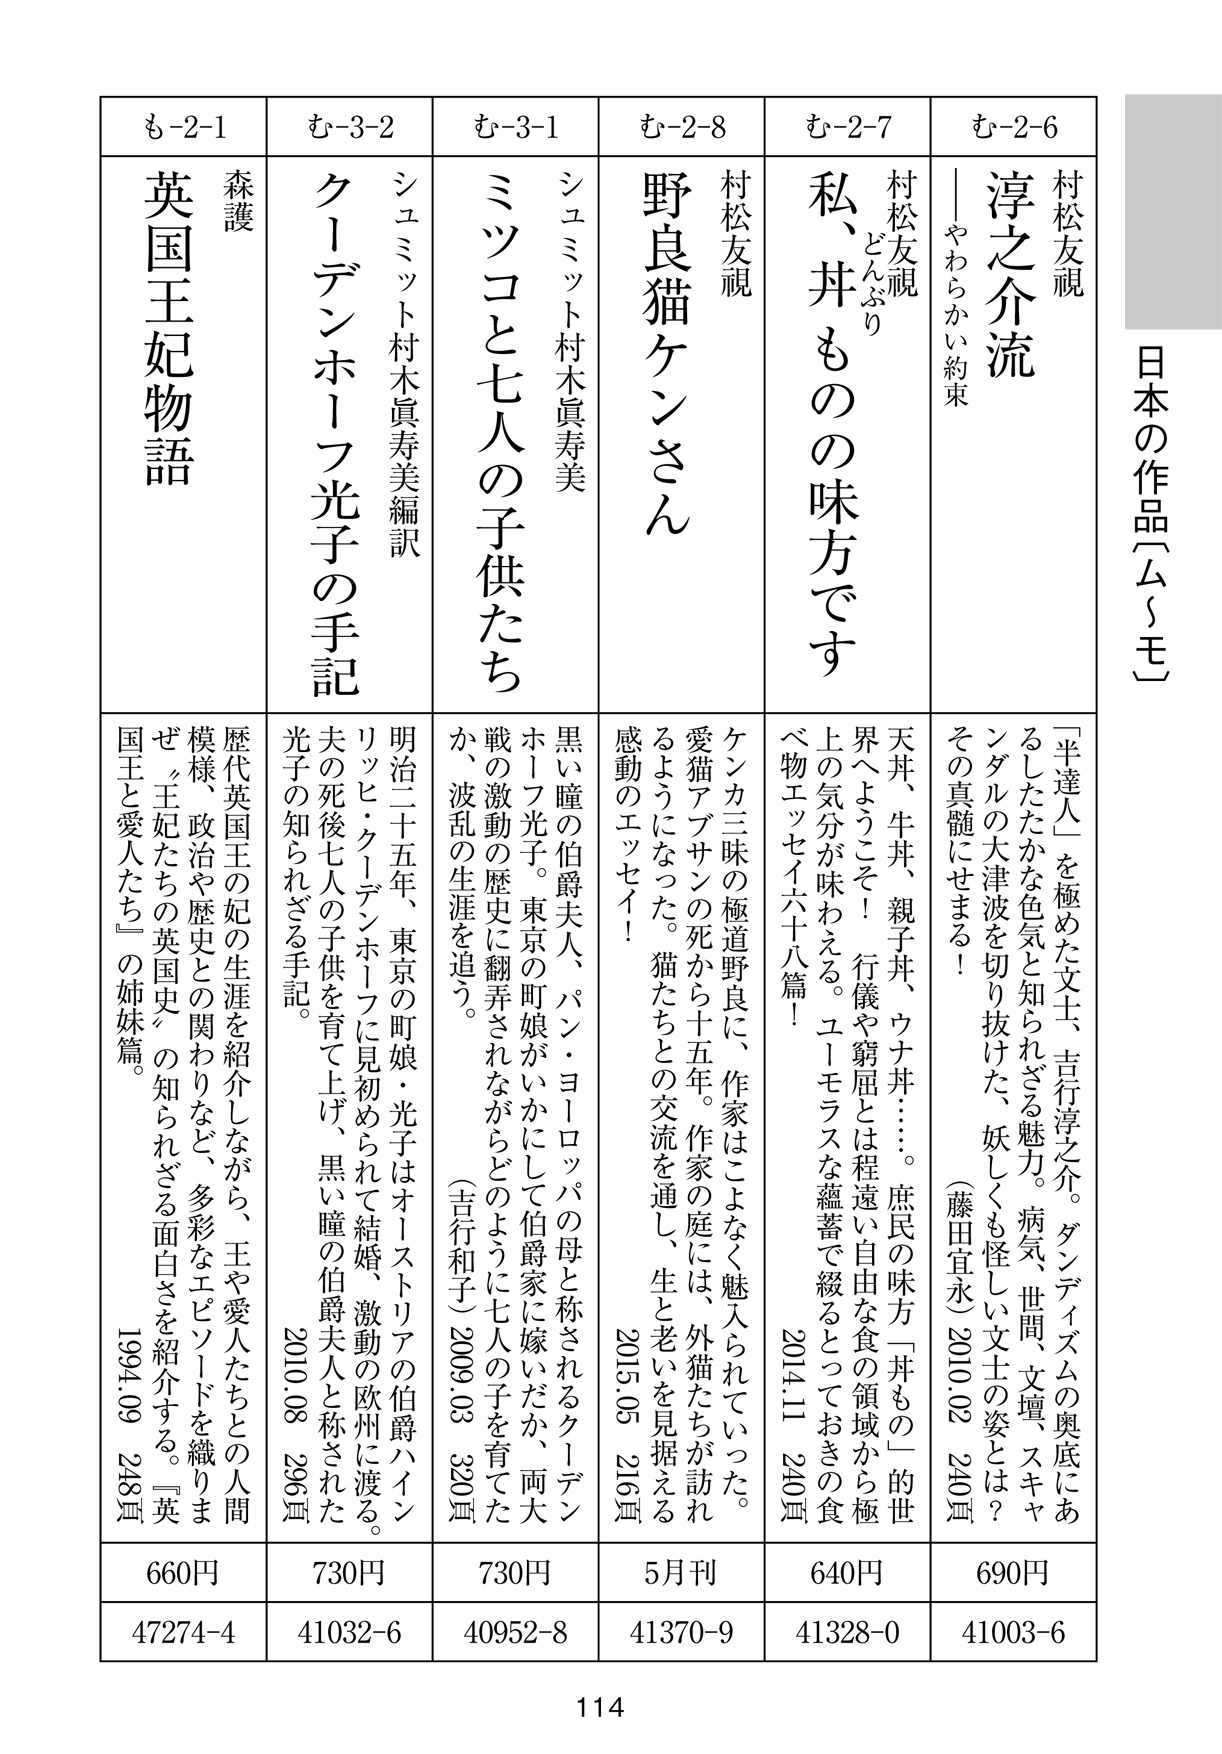 日本の作品〔ム～モ〕
む-2-6
村松友視
淳之介流
――やわらかい約束
「半達人」を極めた文士、吉行淳之介。ダンディズムの奥底にあ
るしたたかな色気と知られざる魅力。病気、世間、文壇、スキャ
ンダルの大津波を切り抜けた、妖しくも怪しい文士の姿とは？
その真髄にせまる！
（藤田宜永）2010.02　240頁
690円
41003-6
む-2-7
村松友視
どんぶり
私、丼ものの味方です
天丼、牛丼、親子丼、ウナ丼……。庶民の味方「丼もの」的世
界へようこそ！　行儀や窮屈とは程遠い自由な食の領域から極
上の気分が味わえる。ユーモラスな蘊蓄で綴るとっておきの食
べ物エッセイ六十八篇！
2014.11　240頁
640円
41328-0
む-2-8
村松友視
野良猫ケンさん
ケンカ三昧の極道野良に、作家はこよなく魅入られていった。
愛猫アブサンの死から十五年。作家の庭には、外猫たちが訪れ
るようになった。猫たちとの交流を通し、生と老いを見据える
感動のエッセイ！
2015.05　216頁
5月刊
41370-9
む-3-1
シュミット村木眞寿美
ミツコと七人の子供たち
黒い瞳の伯爵夫人、パン・ヨーロッパの母と称されるクーデン
ホーフ光子。東京の町娘がいかにして伯爵家に嫁いだか、両大
戦の激動の歴史に翻弄されながらどのように七人の子を育てた
か、波乱の生涯を追う。
（吉行和子）2009.03　320頁
730円
40952-8
む-3-2
シュミット村木眞寿美編訳
クーデンホーフ光子の手記
明治二十五年、東京の町娘・光子はオーストリアの伯爵ハイン
リッヒ・クーデンホーフに見初められて結婚、激動の欧州に渡る。
夫の死後七人の子供を育て上げ、黒い瞳の伯爵夫人と称された
光子の知られざる手記。
2010.08　296頁
730円
41032-6
も-2-1
森護
英国王妃物語
歴代英国王の妃の生涯を紹介しながら、王や愛人たちとの人間
模様、政治や歴史との関わりなど、多彩なエピソードを織りま
ぜ〝王妃たちの英国史〟の知られざる面白さを紹介する。『英
国王と愛人たち』の姉妹篇。
1994.09　248頁
660円
47274-4
114